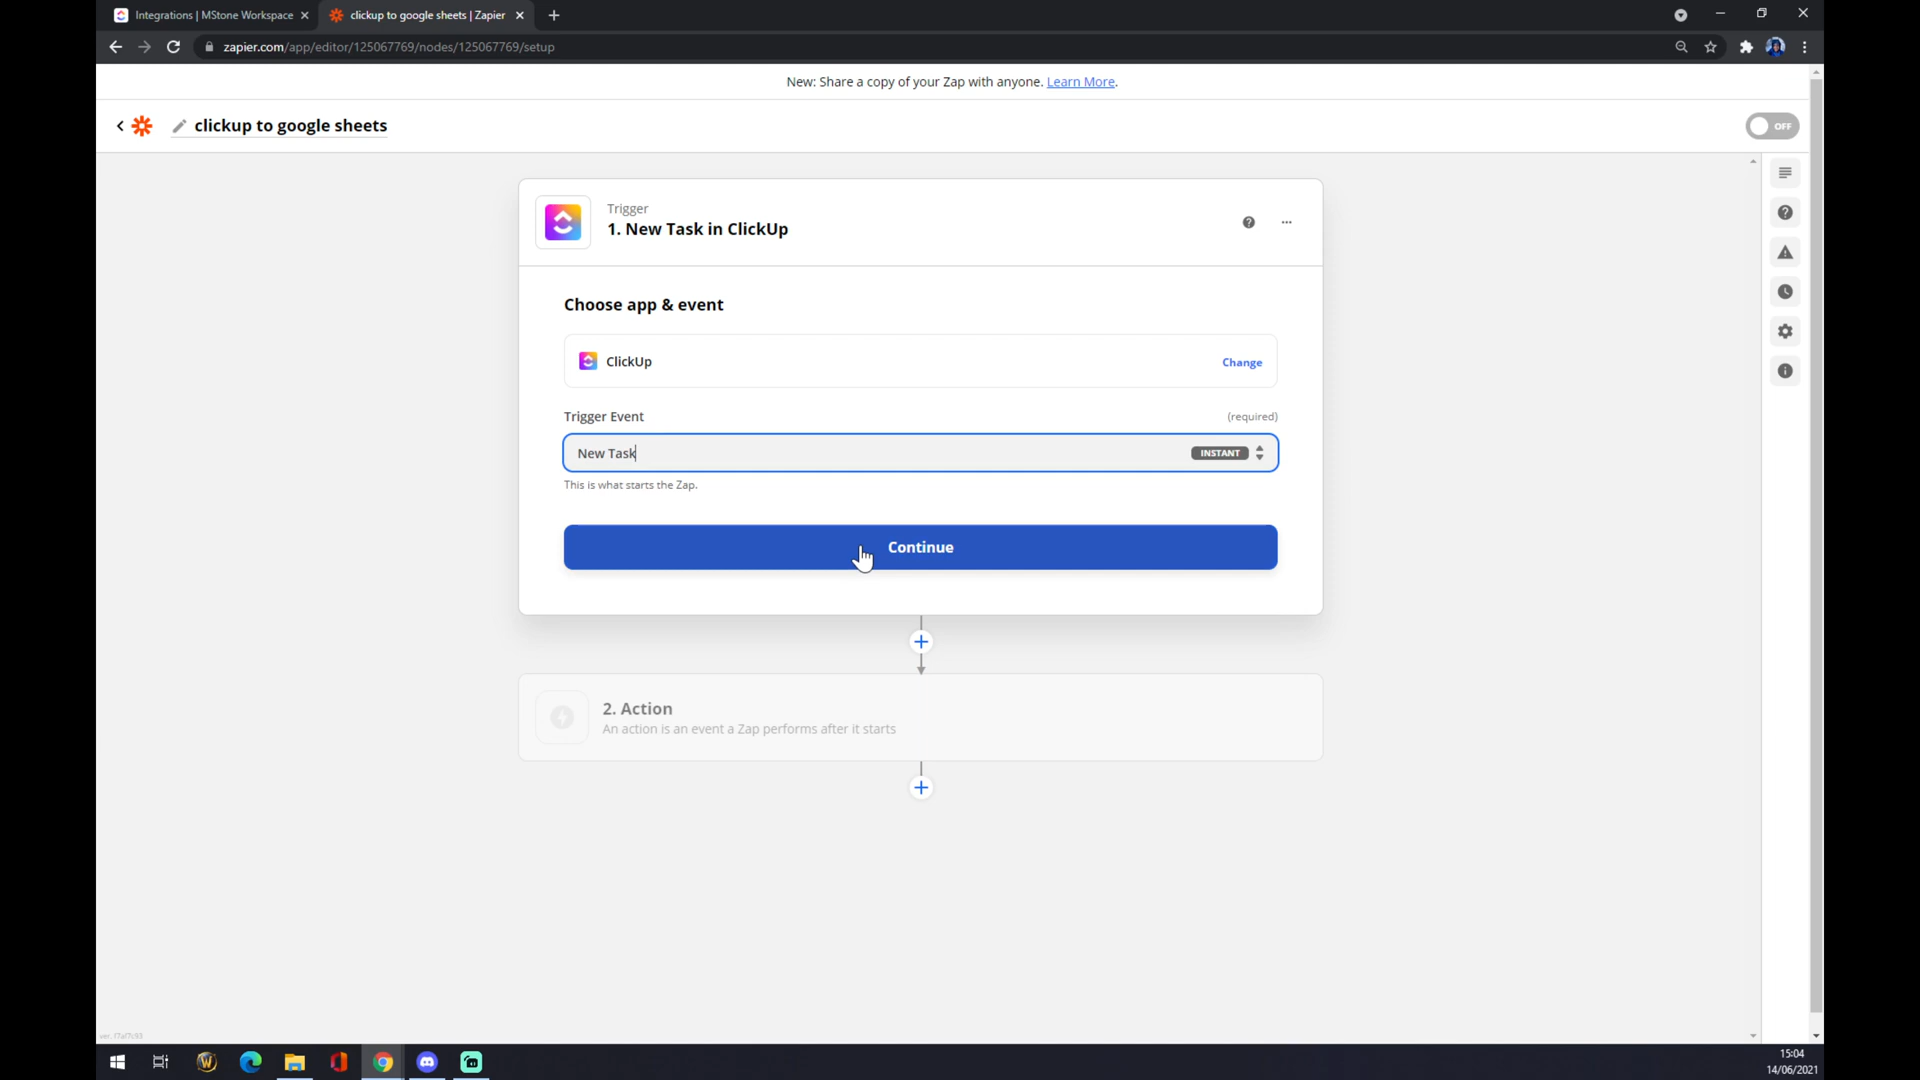 Integrations | MStone Workspace
clickup to google sheets | Zapier
zapier.com/app/editor/125067769/nodes/125067769/setup
New: Share a copy of your Zap with anyone. Learn More.
clickup to google sheets
OFF
Trigger
1. New Task in ClickUp
Choose app & event
ClickUp
Change
Trigger Event
(required)
New Task
INSTANT
This is what starts the Zap.
Continue
2. Action
An action is an event a Zap performs after it starts
15:04
14/06/2021